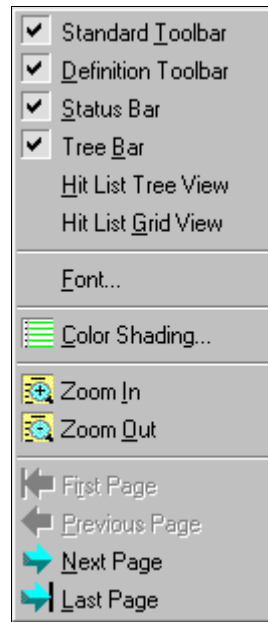 Standard Toolbar
Definition Toolbar
Status Bar
Tree Bar
Hit List Tree View
Hit List Grid View
Font...
Color Shading...
Zoom In
Zoom Out
First Page
Previous Page
Next Page
Last Page